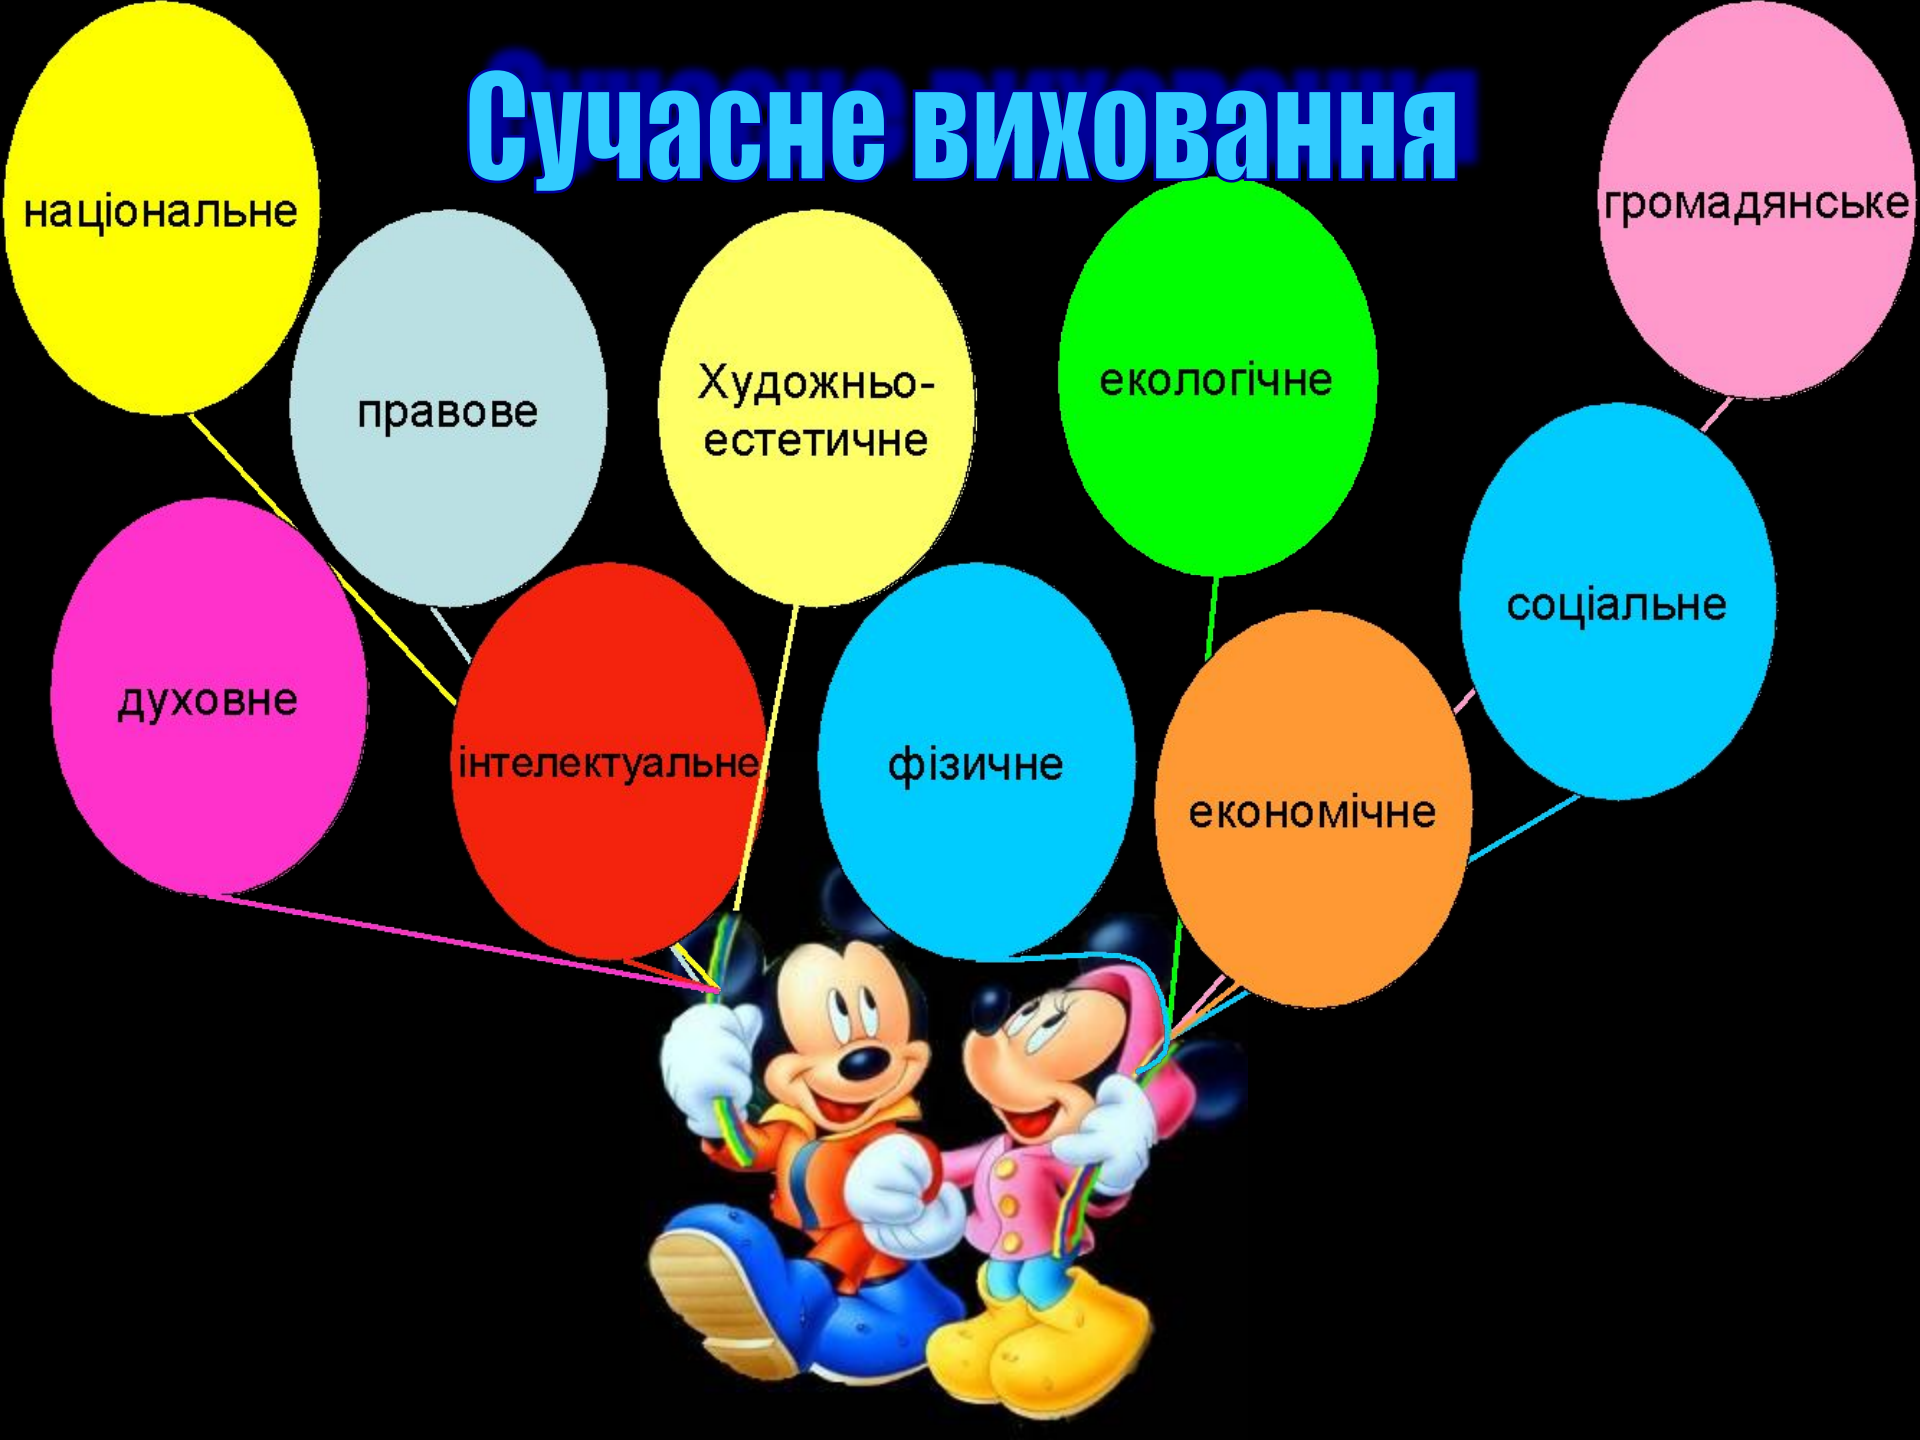 Сучасне виховання
національне
громадянське
правове
Художньо-
естетичне
екологічне
соціальне
духовне
інтелектуальне
фізичне
економічне